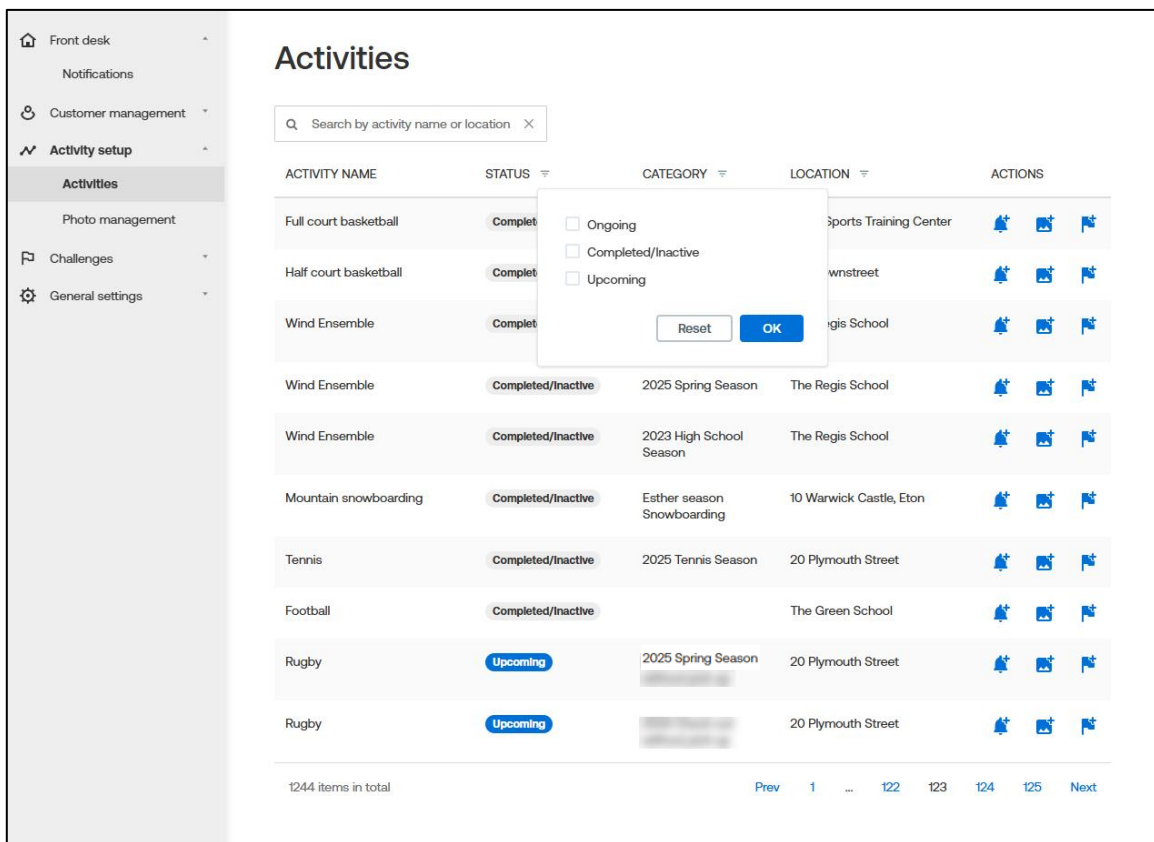 Front desk
Notifications
Customer management
Activity setup
Activities
Photo management
Challenges
General settings
Activities
Search by activity name or location
ACTIVITY NAME STATUS CATEGORY LOCATION ACTIONS
Full court basketball Sports Training Center
Half court basketball
Wind Ensemble School
Ongoing
Completed/Inactive
Upcoming
Reset OK
Wind Ensemble Completed/Inactive 2025 Spring Season The Regis School
Wind Ensemble Completed/Inactive 2023 High School The Regis School
Season
Mountain snowboarding Completed/Inactive Esther season 10 Warwick Castle, Eton
Snowboarding
Tennis Completed/Inactive 2025 Tennis Season 20 Plymouth Street
Football Completed/Inactive The Green School
Rugby Upcoming 2025 Spring Season 20 Plymouth Street
Rugby Upcoming 20 Plymouth Street
1244 items in total Prev 1 ... 122 123 124 125 Next